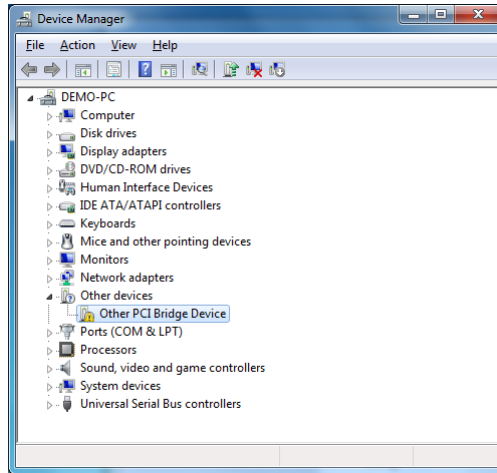 Device Manager
File Action View Help
DEMO-PC
Computer
Disk drives
Display adapters
DVD/CD-ROM drives
Human Interface Devices
IDE ATA/ATAPI controllers
Keyboards
Mice and other pointing devices
Monitors
Network adapters
Other devices
Other PCI Bridge Device
Ports (COM & LPT)
Processors
Sound, video and game controllers
System devices
Universal Serial Bus controllers